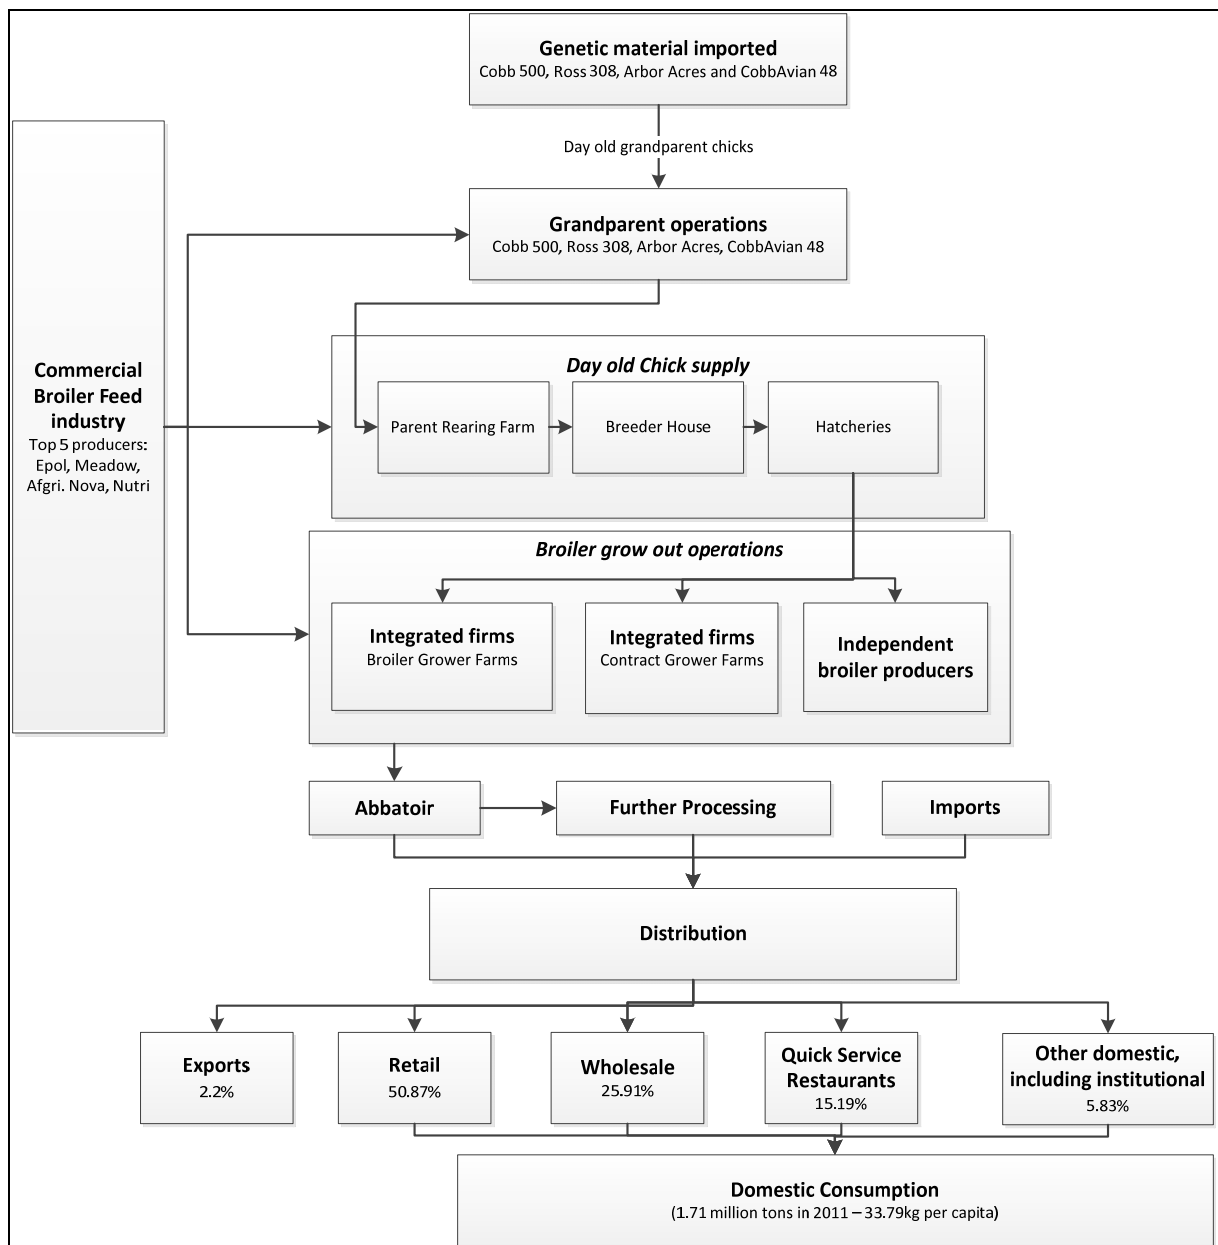 Genetic material imported
Cobb 500, Ross 308, Arbor Acres and CobbAvian 48
Day old grandparent chicks
Grandparent operations
Cobb 500, Ross 308, Arbor Acres, CobbAvian 48
Commercial
Broiler Feed
industry
Top 5 producers:
Epol, Meadow,
Afgri. Nova, Nutri
Day old Chick supply
Parent Rearing Farm
Breeder House
Hatcheries
Broiler grow out operations
Integrated firms
Broiler Grower Farms
Integrated firms
Contract Grower Farms
Independent
broiler producers
Abbatoir
Further Processing
Imports
Distribution
Exports
2.2%
Retail
50.87%
Wholesale
25.91%
Quick Service
Restaurants
15.19%
Other domestic,
including institutional
5.83%
Domestic Consumption
(1.71 million tons in 2011 – 33.79kg per capita)